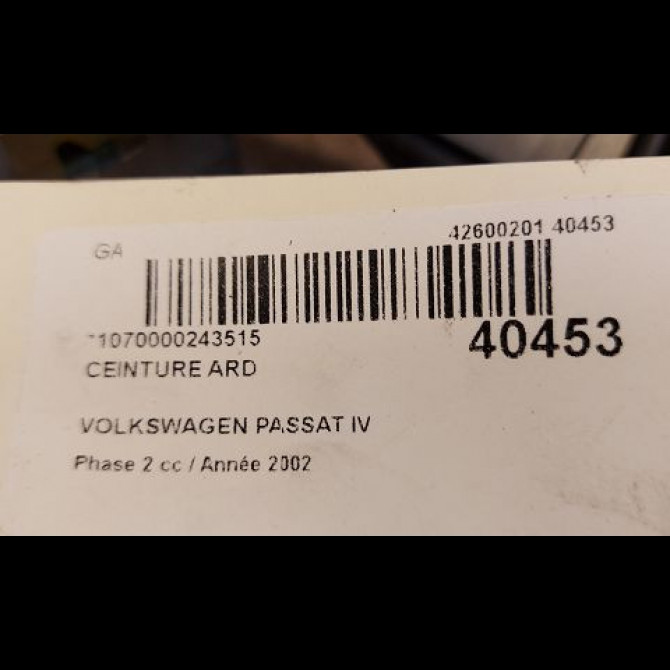 GA 42600201 40453
1070000243515 40453
CEINTURE ARD
VOLKSWAGEN PASSAT IV
Phase 2 cc / Année 2002